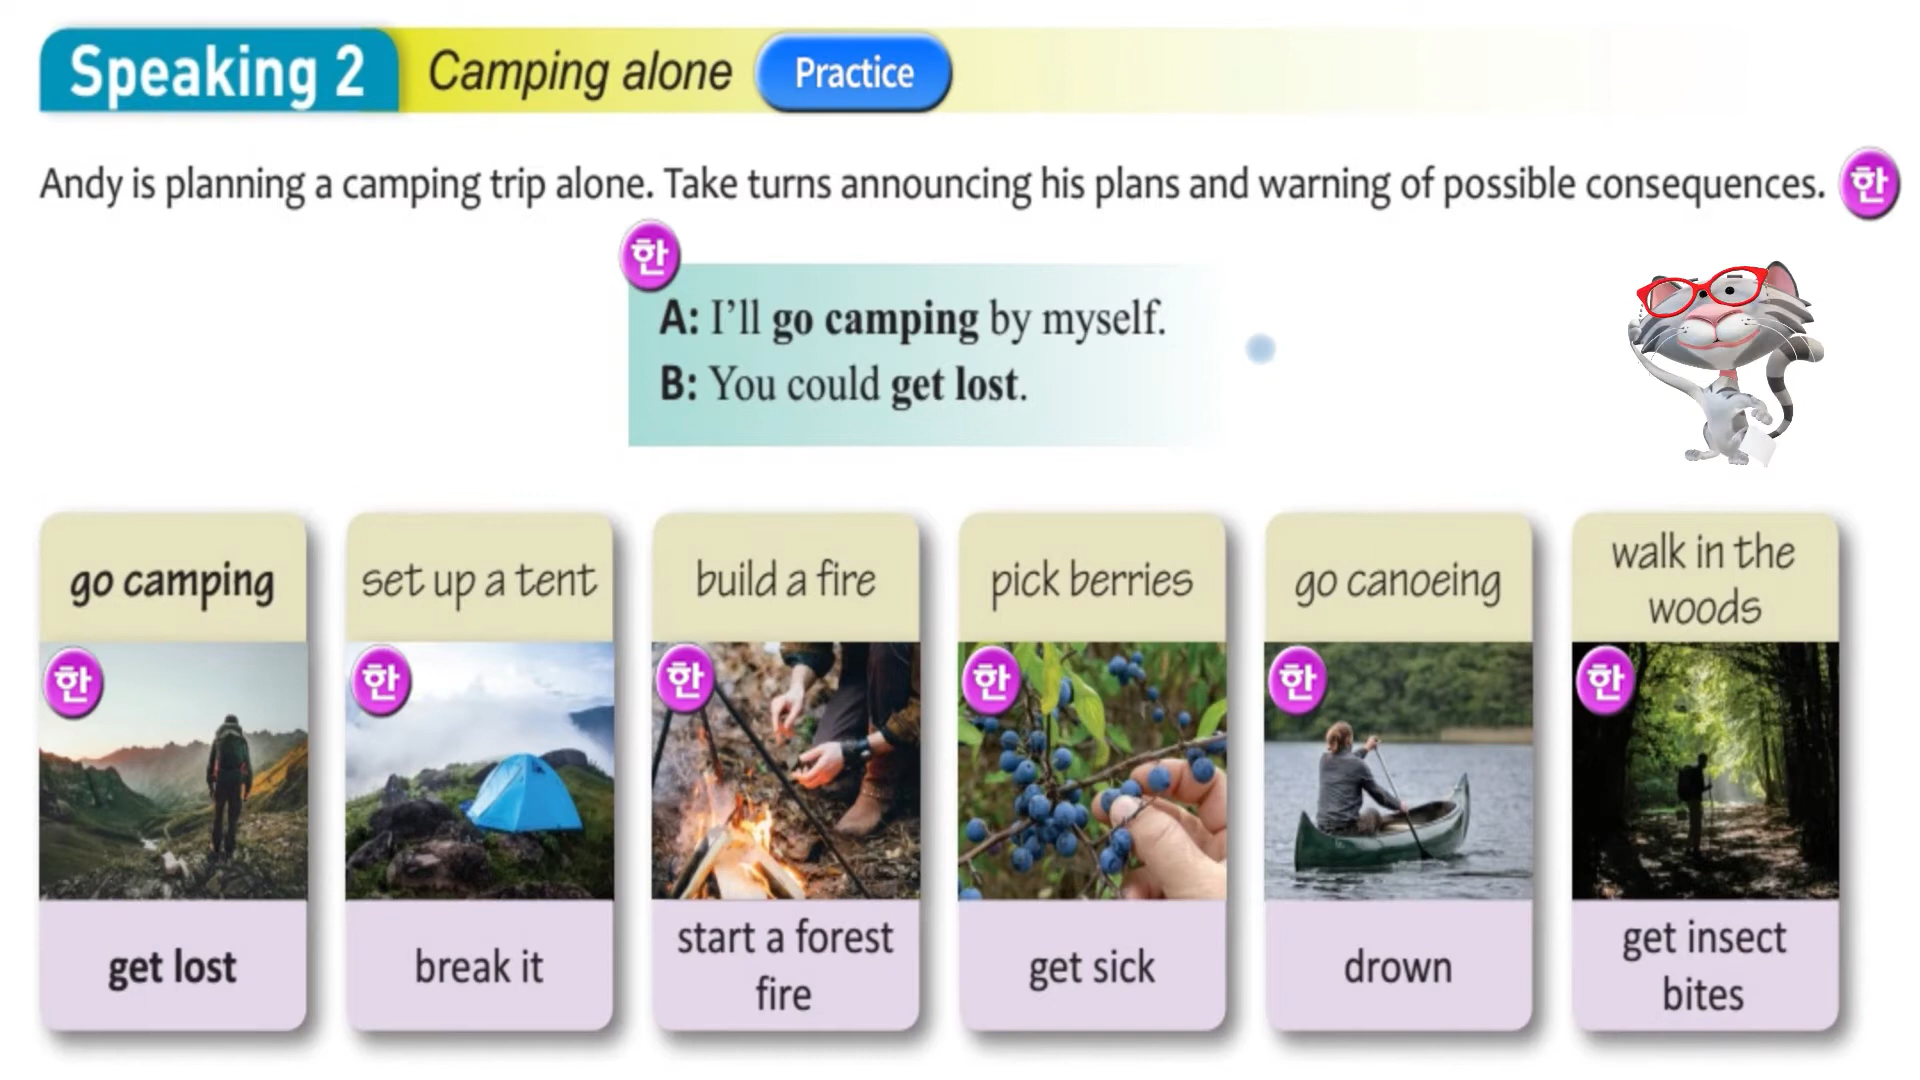 Speaking 2 Camping alone Practice
Andy is planning a camping trip alone. Take turns announcing his plans and warning of possible consequences. 한
한
A: I'll go camping by myself.
B: You could get lost.
go camping
한
get lost
set up a tent
한
break it
build a fire
한
start a forest
fire
pick berries
한
get sick
go canoeing
한
drown
walk in the
woods
한
get insect
bites